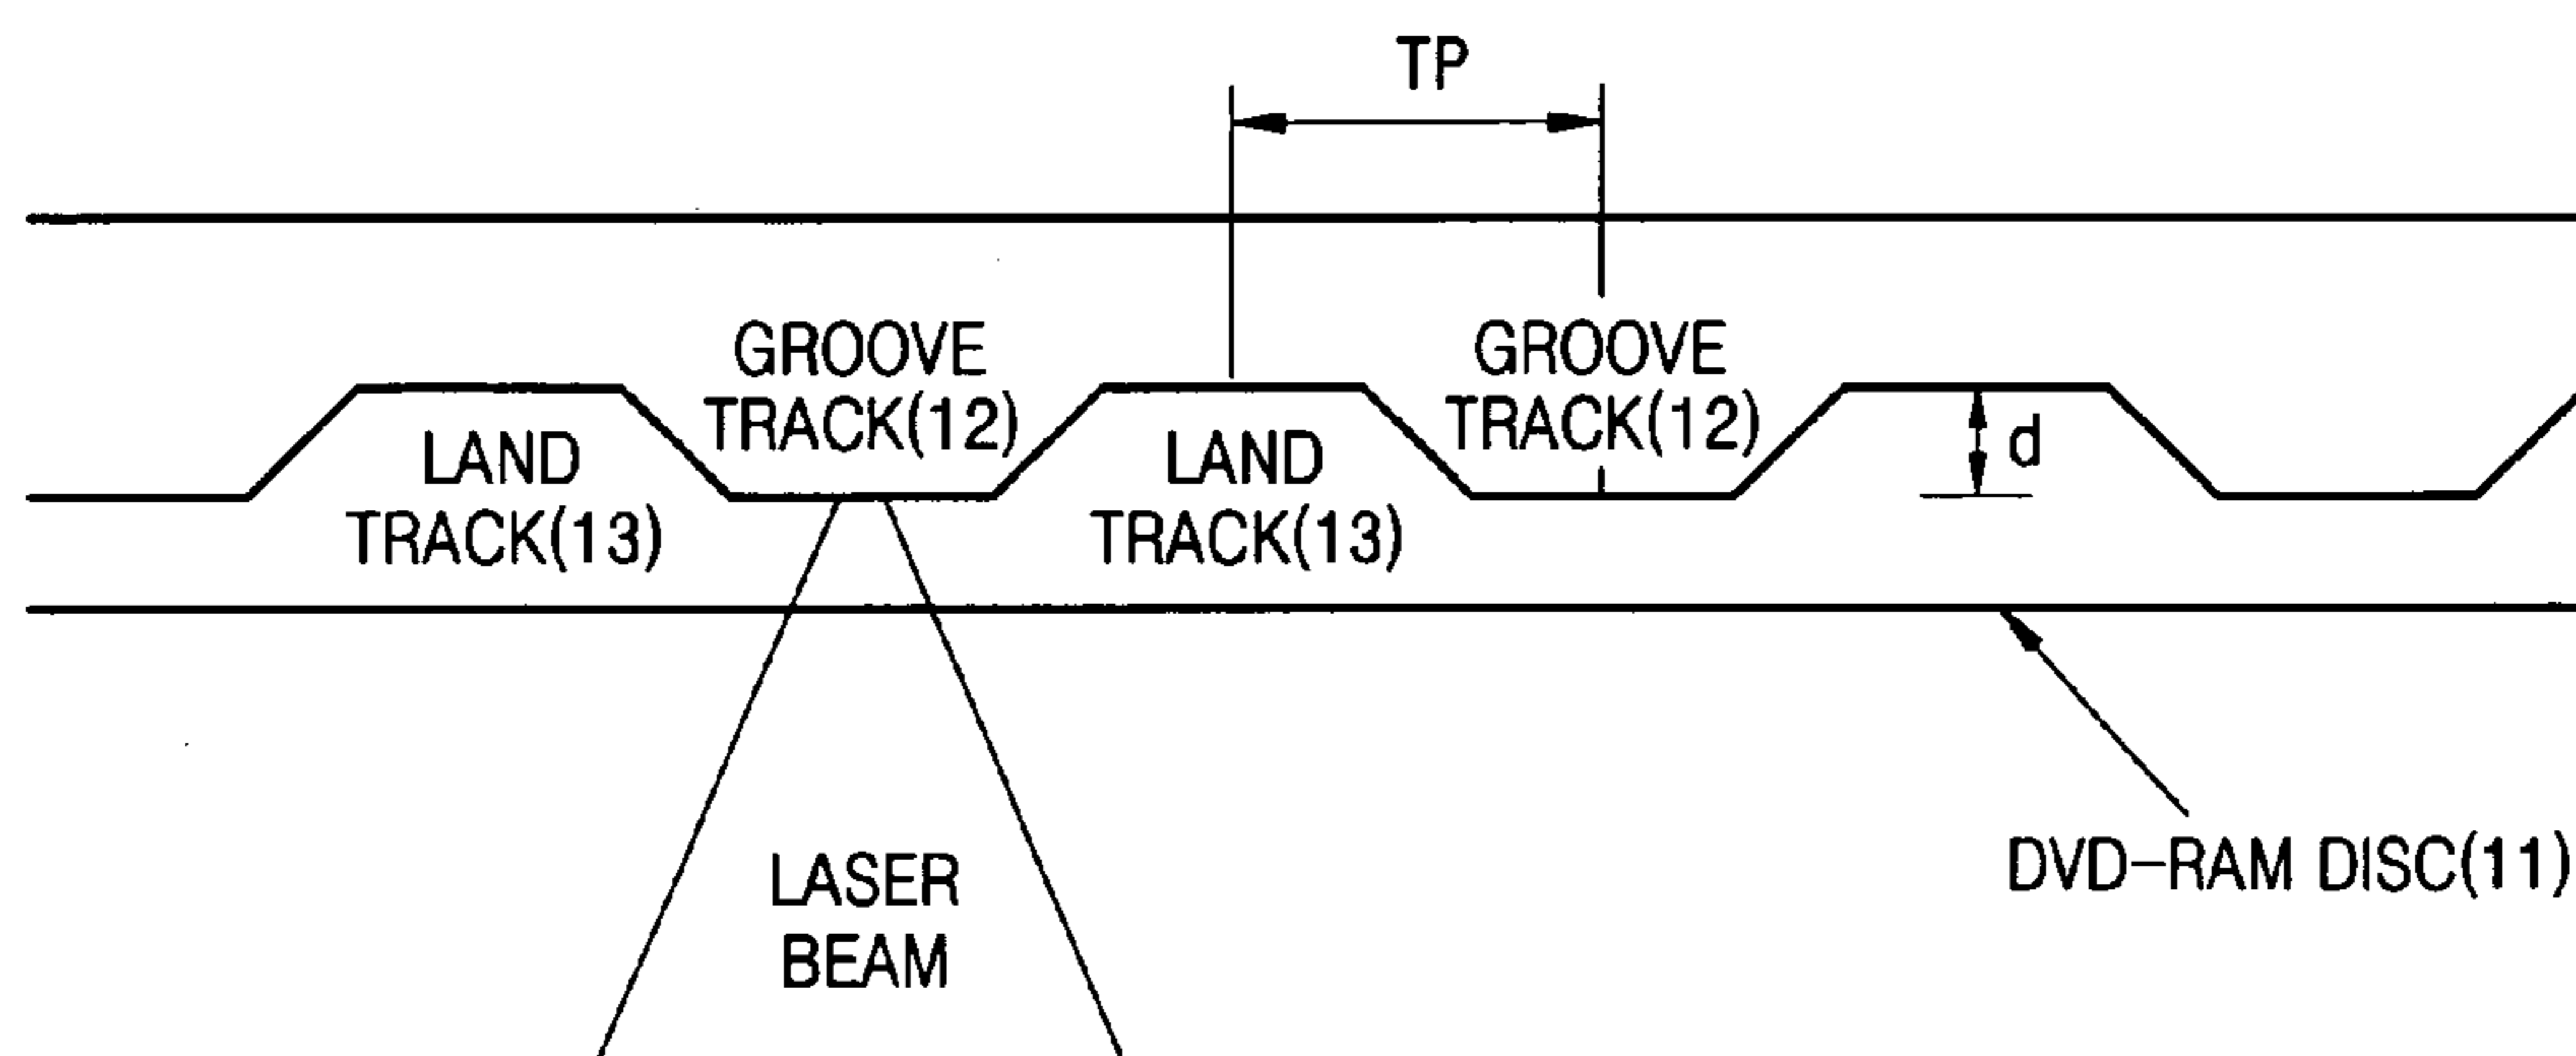 TP
GROOVE
TRACK(12)
GROOVE
TRACK(12)
LAND
TRACK(13)
LAND
TRACK(13)
d
LASER
BEAM
DVD-RAM DISC(11)